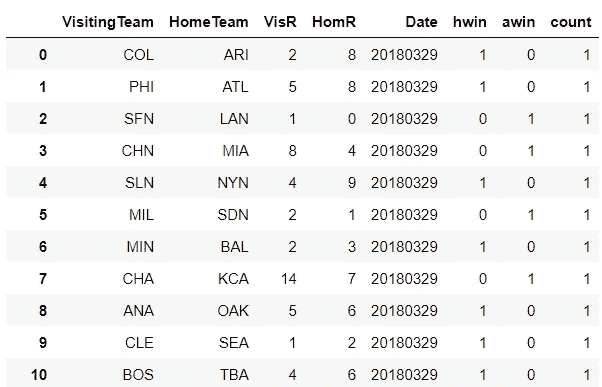 VisitingTeam HomeTeam VisR HomR Date hwin awin count
0 COL ARI 2 8 20180329 1 0 1
1 PHI ATL 5 8 20180329 1 0 1
2 SFN LAN 1 0 20180329 0 1 1
3 CHN MIA 8 4 20180329 0 1 1
4 SLN NYN 4 9 20180329 1 0 1
5 MIL SDN 2 1 20180329 0 1 1
6 MIN BAL 2 3 20180329 1 0 1
7 CHA KCA 14 7 20180329 0 1 1
8 ANA OAK 5 6 20180329 1 0 1
9 CLE SEA 1 2 20180329 1 0 1
10 BOS TBA 4 6 20180329 1 0 1